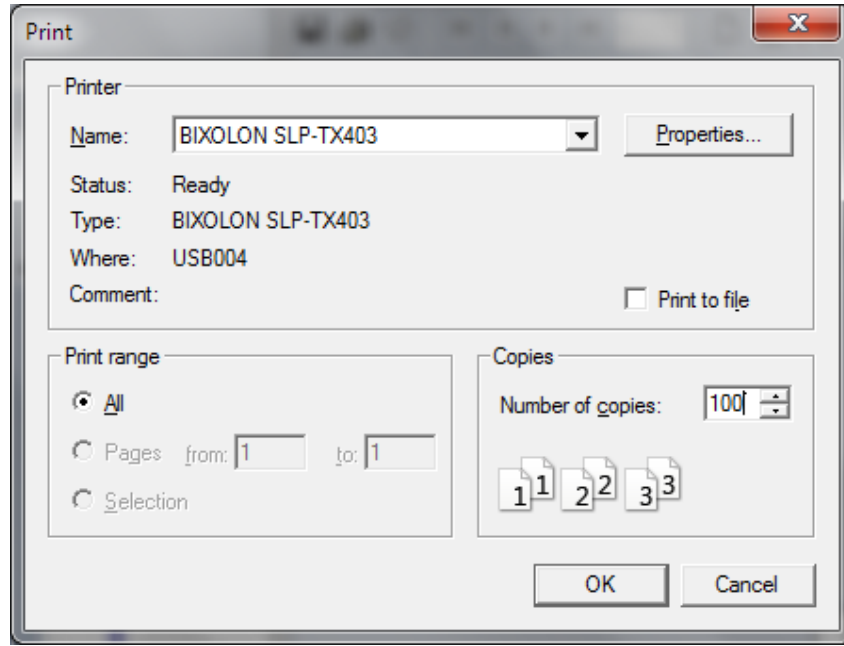 Print
Printer
Name: BIXOLON SLP-TX403 Properties...
Status: Ready
Type: BIXOLON SLP-TX403
Where: USB004
Comment: Print to file
Print range
All
Pages from: 1 to: 1
Selection
Copies
Number of copies: 100
1 1 2 2 3 3
OK Cancel